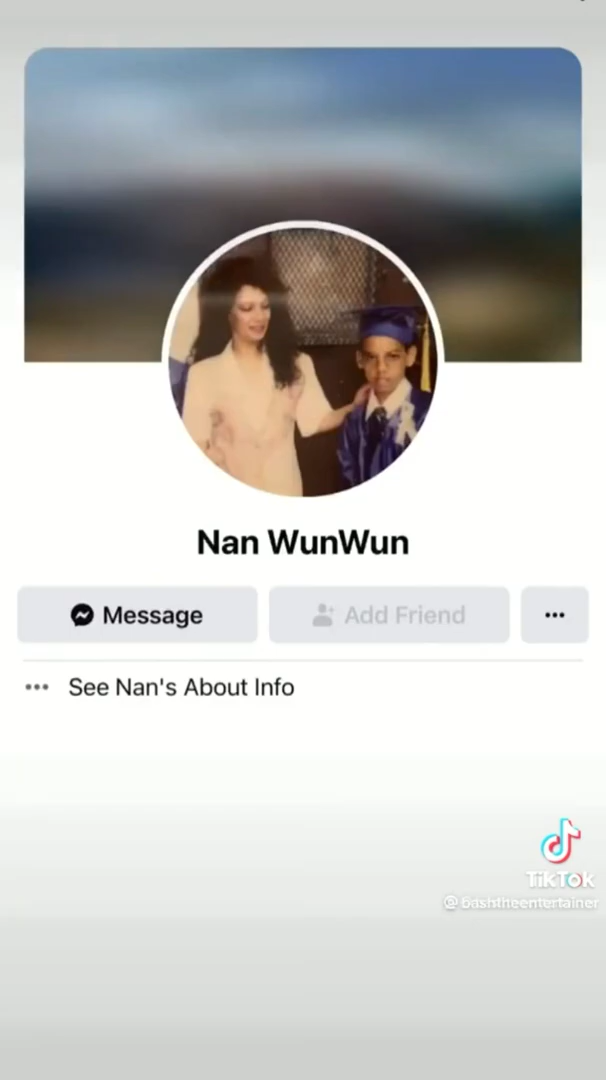 Nan WunWun
Message
Add Friend
See Nan's About Info
TikTok
@bashtheentertainer